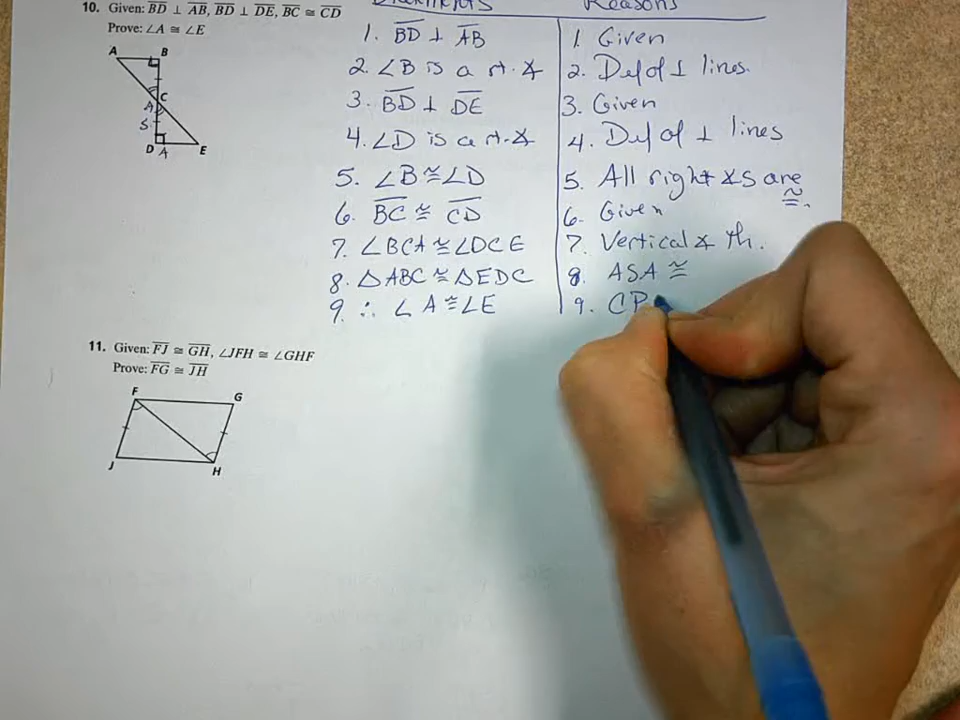 10. Given: BD ⊥ AB, BD ⊥ DE, BC ≅ CD
Prove: ∠A ≅ ∠E
A B
C
A
S
D A E
Statements Reasons
1. BD ⊥ AB 1. Given
2. ∠B is a rt. ∡ 2. Def of ⊥ lines.
3. BD ⊥ DE 3. Given
4. ∠D is a rt. ∡ 4. Def of ⊥ lines
5. ∠B ≅ ∠D 5. All right ∡s are ≅.
6. BC ≅ CD 6. Given
7. ∠BCA ≅ ∠DCE 7. Vertical ∡ th.
8. △ABC ≅ △EDC 8. ASA ≅
9. ∴ ∠A ≅ ∠E 9. CP
11. Given: FJ ≅ GH, ∠JFH ≅ ∠GHF
Prove: FG ≅ JH
F G
J H